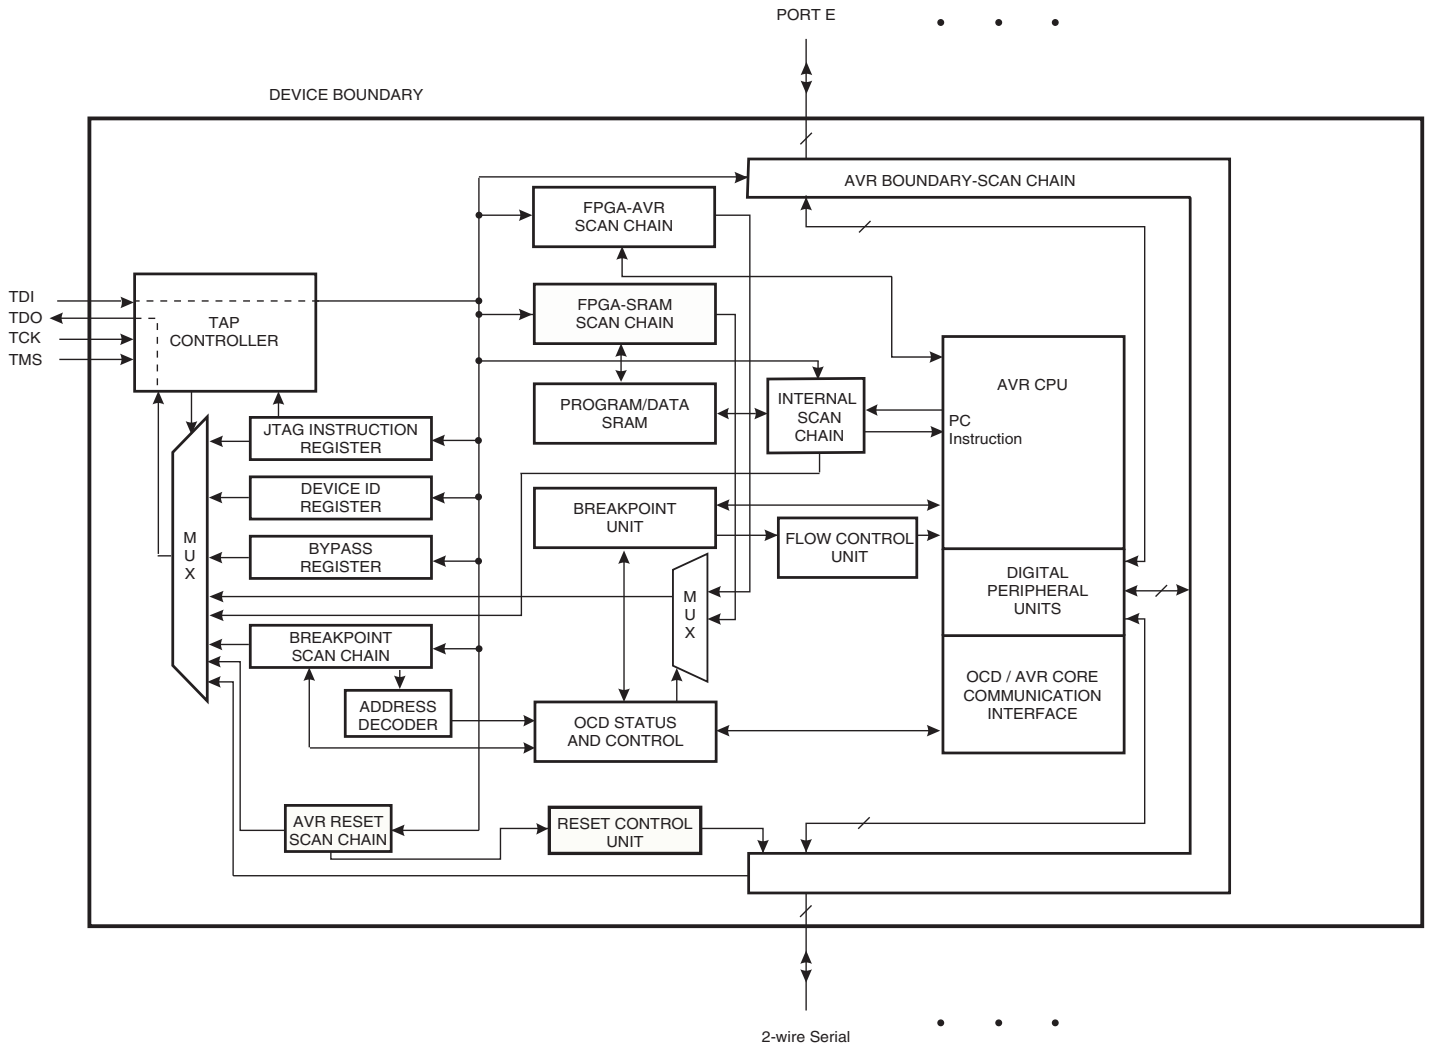 PORT E
DEVICE BOUNDARY
AVR BOUNDARY-SCAN CHAIN
FPGA-AVR
SCAN CHAIN
TDI
TDO
TCK
TMS
TAP
CONTROLLER
FPGA-SRAM
SCAN CHAIN
PROGRAM/DATA
SRAM
INTERNAL
SCAN
CHAIN
AVR CPU
PC
Instruction
JTAG INSTRUCTION
REGISTER
DEVICE ID
REGISTER
BYPASS
REGISTER
M
U
X
BREAKPOINT
UNIT
FLOW CONTROL
UNIT
DIGITAL
PERIPHERAL
UNITS
M
U
X
BREAKPOINT
SCAN CHAIN
ADDRESS
DECODER
OCD STATUS
AND CONTROL
OCD / AVR CORE
COMMUNICATION
INTERFACE
AVR RESET
SCAN CHAIN
RESET CONTROL
UNIT
2-wire Serial